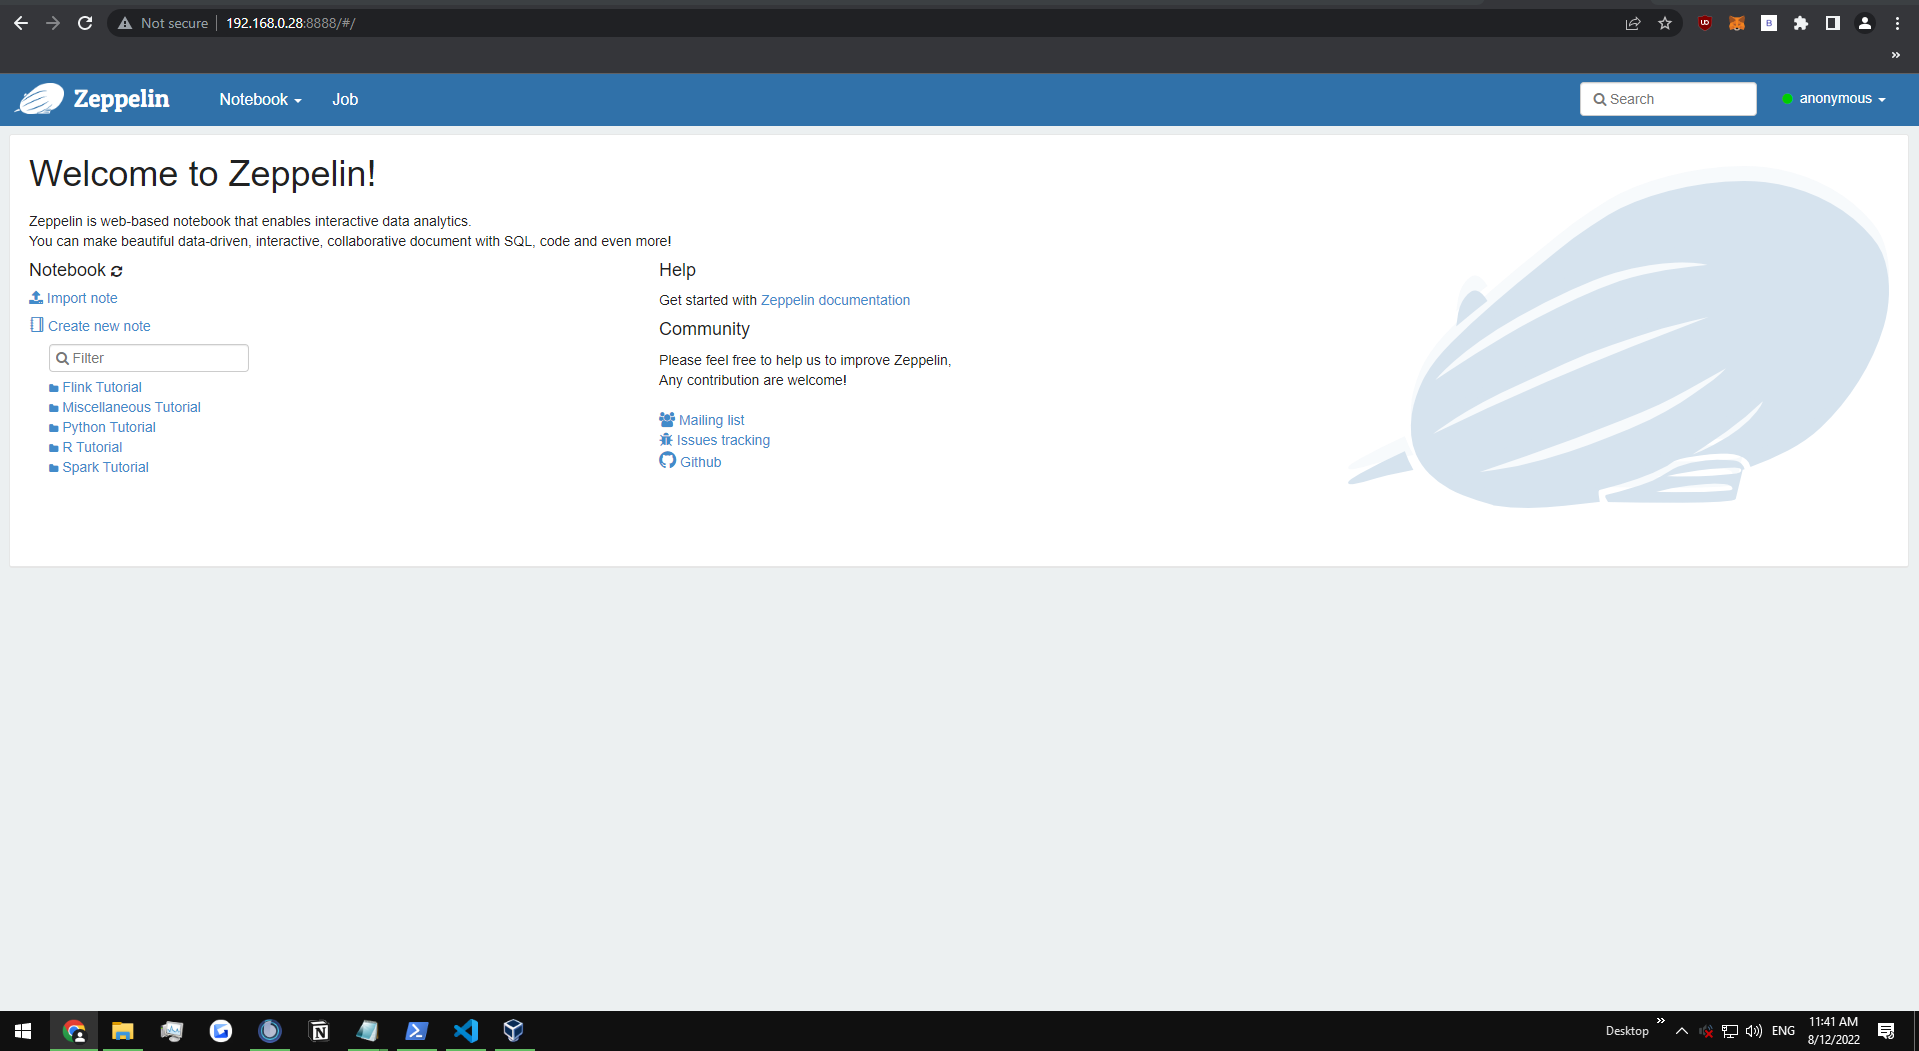 Not secure
192.168.0.28:8888/#/
Zeppelin
Notebook
Job
Search
anonymous
Welcome to Zeppelin!
Zeppelin is web-based notebook that enables interactive data analytics.
You can make beautiful data-driven, interactive, collaborative document with SQL, code and even more!
Notebook
Import note
Create new note
Filter
Flink Tutorial
Miscellaneous Tutorial
Python Tutorial
R Tutorial
Spark Tutorial
Help
Get started with Zeppelin documentation
Community
Please feel free to help us to improve Zeppelin,
Any contribution are welcome!
Mailing list
Issues tracking
Github
Desktop
ENG
11:41 AM
8/12/2022